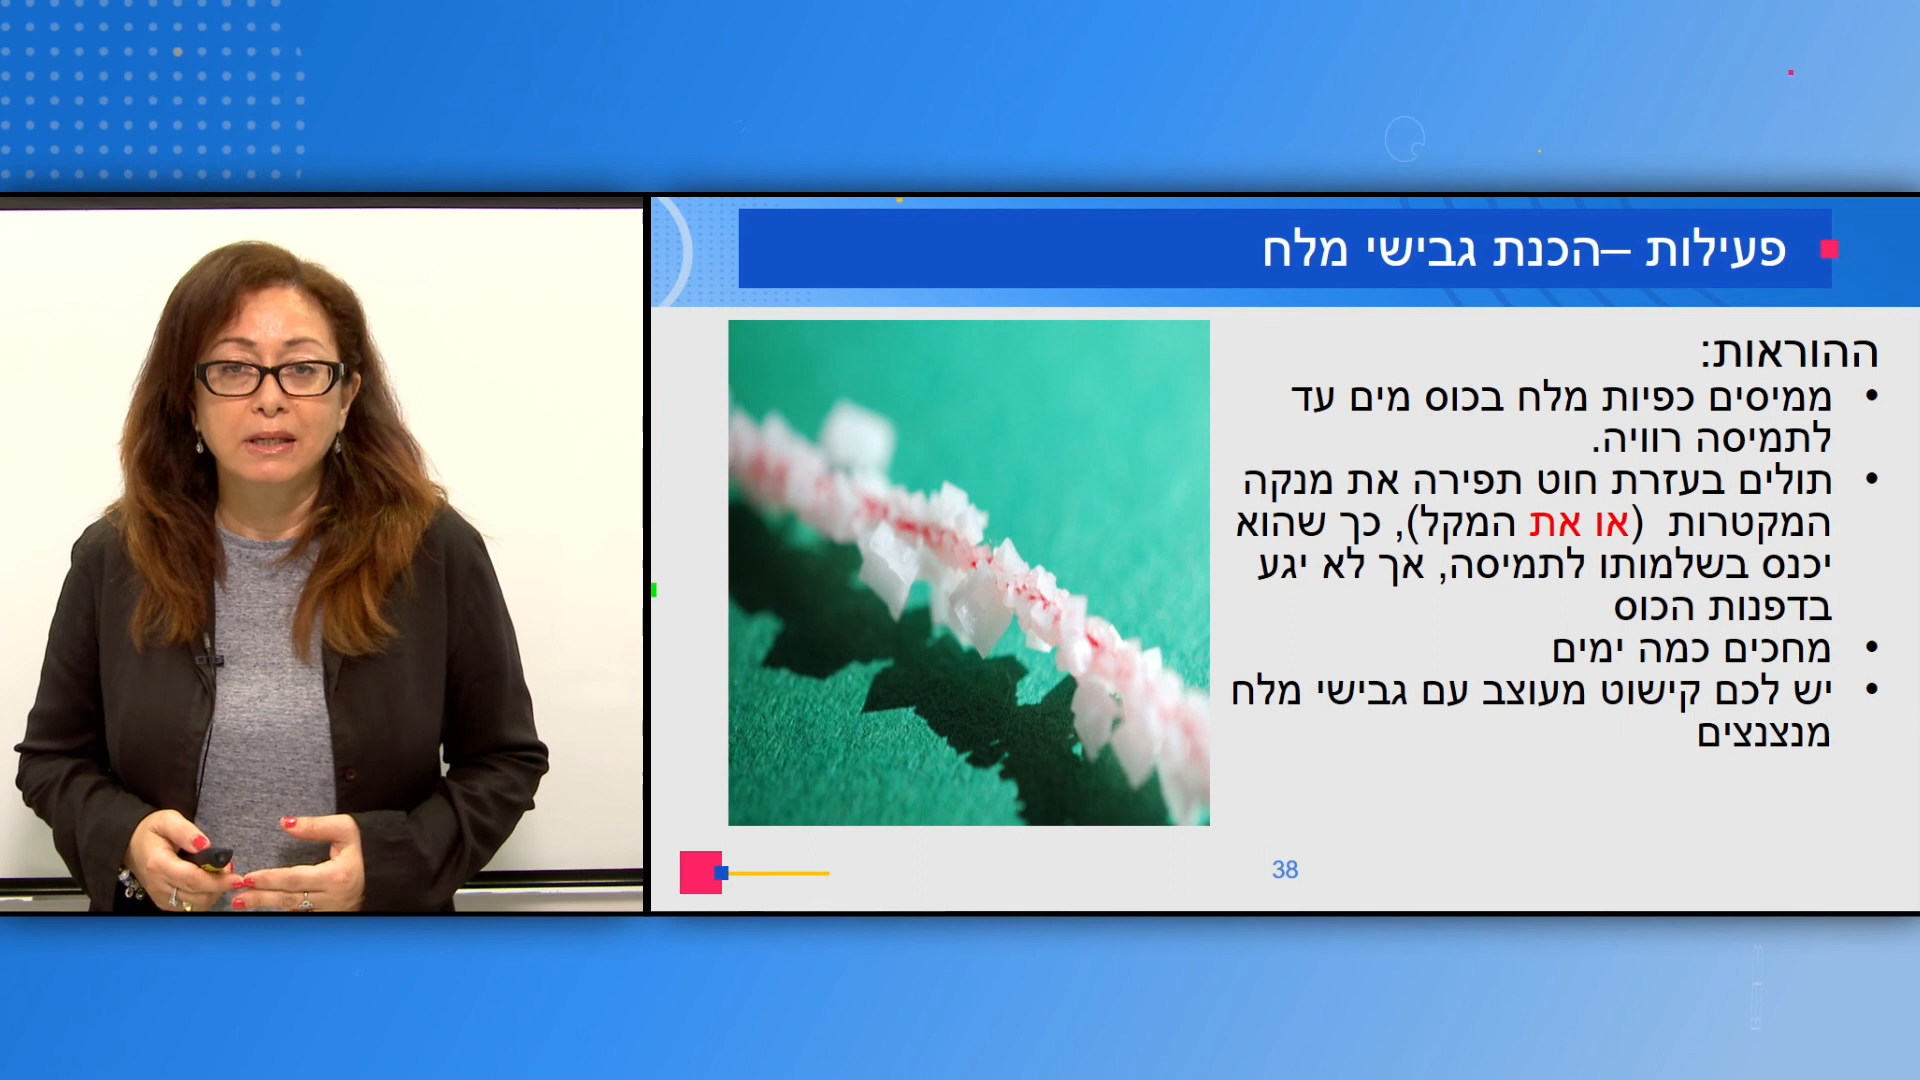 פעילות –הכנת גבישי מלח
ההוראות:
• ממיסים כפיות מלח בכוס מים עד
לתמיסה רוויה.
• תולים בעזרת חוט תפירה את מנקה
המקטרות (או את המקל), כך שהוא
יכנס בשלמותו לתמיסה, אך לא יגע
בדפנות הכוס
• מחכים כמה ימים
• יש לכם קישוט מעוצב עם גבישי מלח
מנצנצים
38